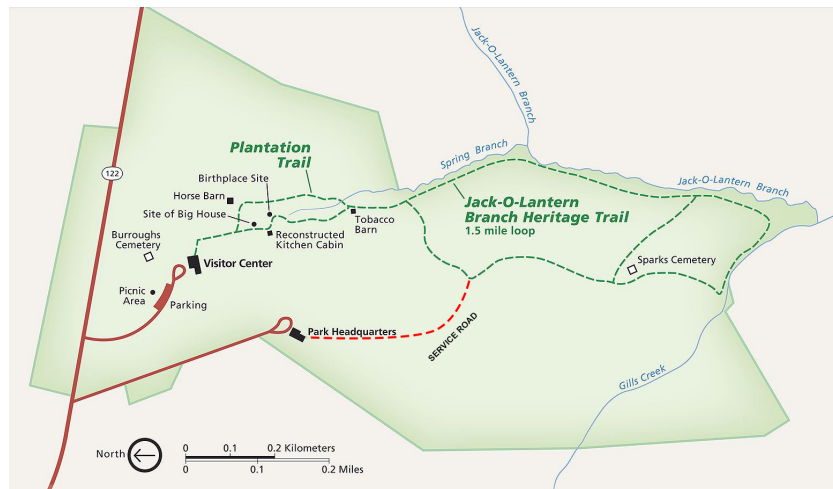 Jack-O-Lantern
Branch
122
Plantation
Trail
Spring Branch
Birthplace Site
Horse Barn
Jack-O-Lantern Branch
Site of Big House
Jack-O-Lantern
Branch Heritage Trail
1.5 mile loop
Tobacco
Barn
Burroughs
Cemetery
Reconstructed
Kitchen Cabin
Visitor Center
Sparks Cemetery
Picnic
Area
Parking
Park Headquarters
SERVICE ROAD
Gills Creek
North
0 0.1 0.2 Kilometers
0 0.1 0.2 Miles